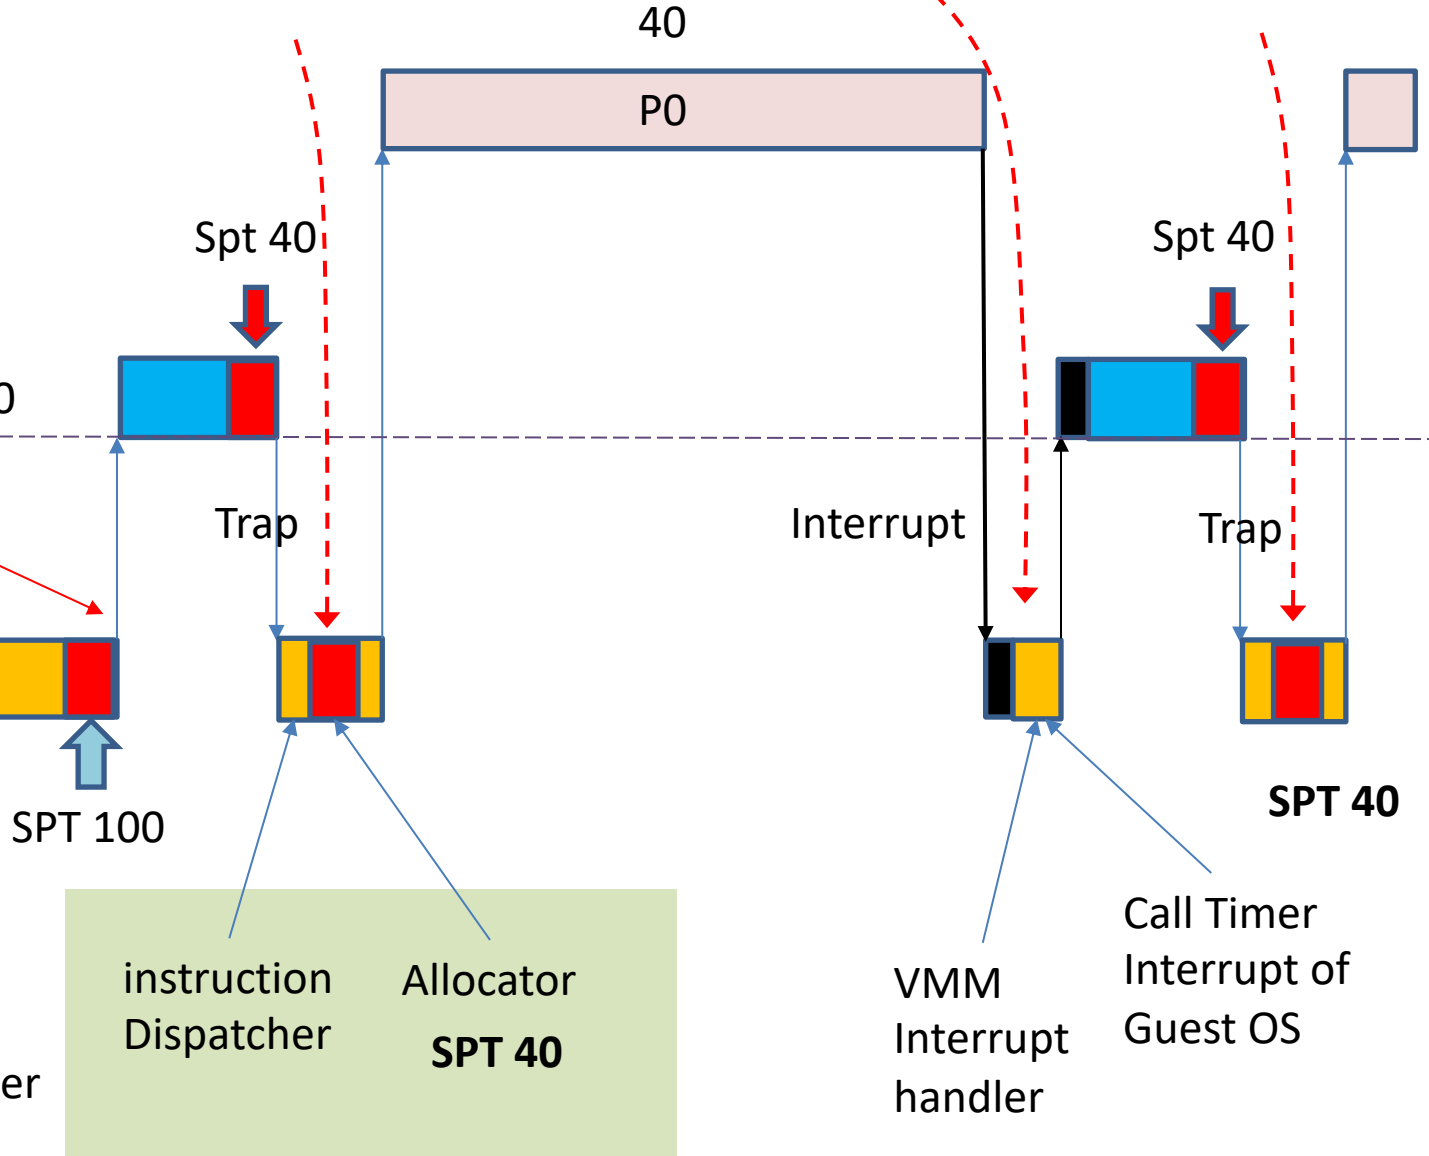 40
P0
Spt 40
Spt 40
0
Trap
Interrupt
Trap
SPT 100
SPT 40
instruction
Dispatcher
Allocator
SPT 40
VMM
Interrupt
handler
Call Timer
Interrupt of
Guest OS
er